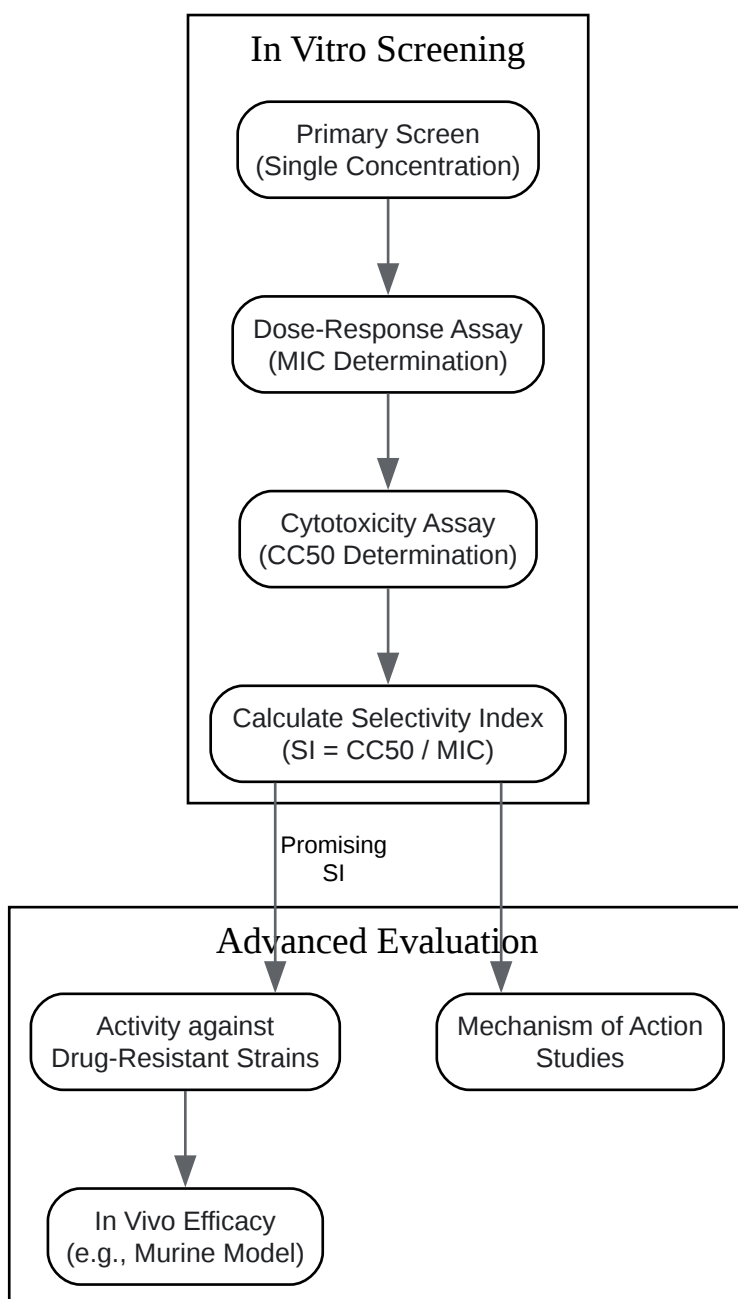 In Vitro Screening
Primary Screen
(Single Concentration)
Dose-Response Assay
(MIC Determination)
Cytotoxicity Assay
(CC50 Determination)
Calculate Selectivity Index
(SI = CC50 / MIC)
Promising
SI
Advanced Evaluation
Activity against
Drug-Resistant Strains
Mechanism of Action
Studies
In Vivo Efficacy
(e.g., Murine Model)